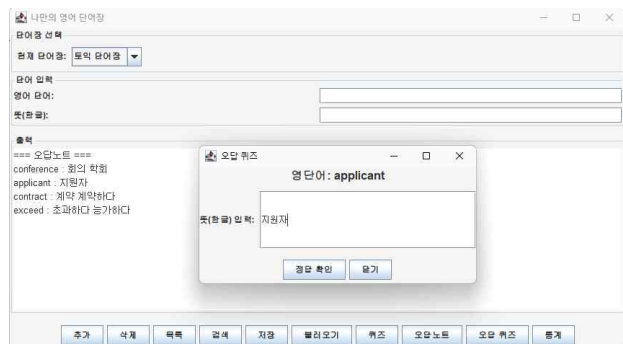 나만의 영어 단어장
단어장 선택
현재 단어장: 토익 단어장
단어 입력
영어 단어:
뜻(한글):
출력
=== 오답노트 ===
conference : 회의 학회
applicant : 지원자
contract : 계약 계약하다
exceed : 초과하다 능가하다
오답 퀴즈
영단어: applicant
뜻(한글) 입력: 지원자
정답 확인 닫기
추가 삭제 목록 검색 저장 불러오기 퀴즈 오답노트 오답 퀴즈 통계